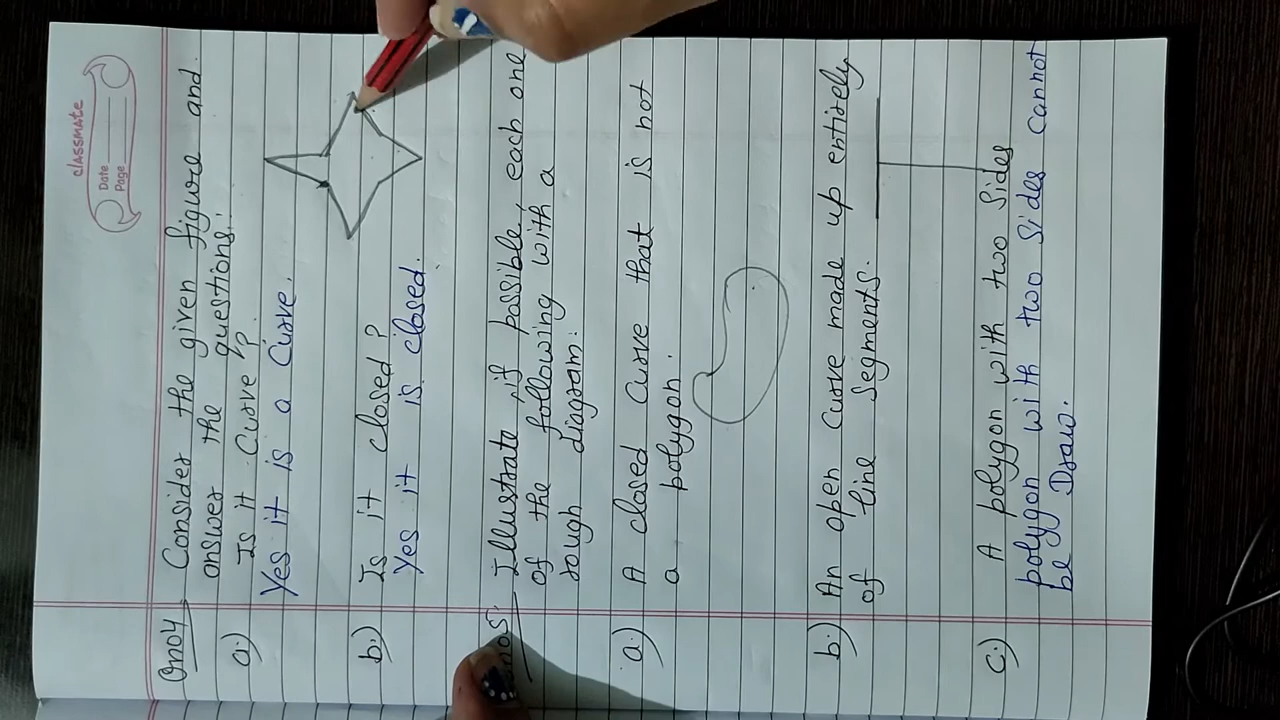 classmate
Date
Page
Qno4 Consider the given figure and
answer the questions:
a:) Is it Curve?
Yes it is a Curve.
b:) Is it closed?
Yes it is closed.
Illustrate, if possible, each one
of the following with a
rough diagram:
a:) A closed Curve that is not
a polygon.
b:) An open Curve made up entirely
of line segments.
c:) A polygon with two sides
polygon with two sides cannot
be Draw.